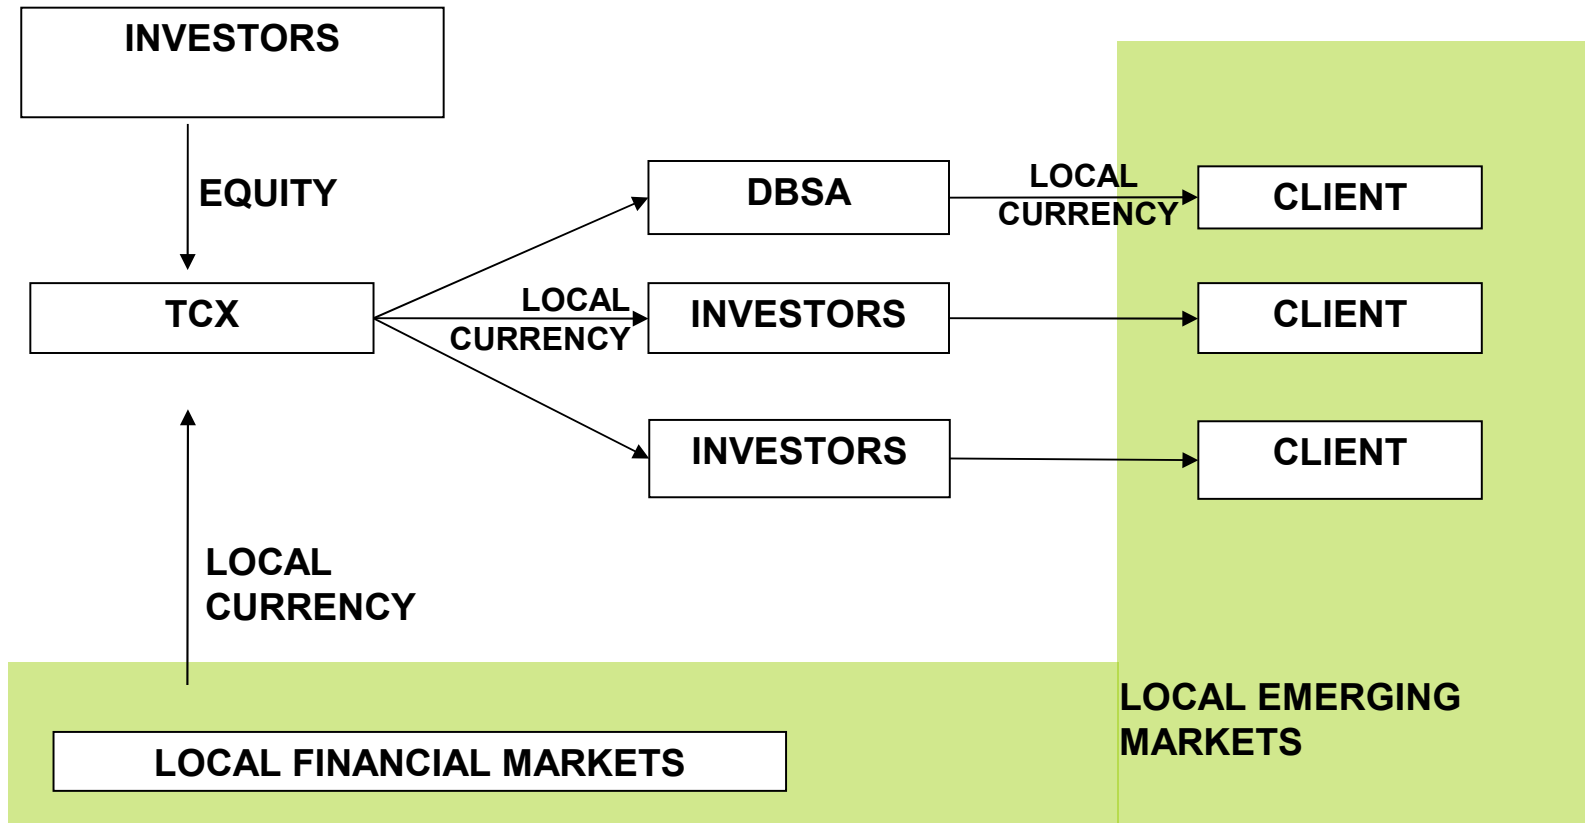 INVESTORS
EQUITY
DBSA
LOCAL
CURRENCY
CLIENT
TCX
LOCAL
CURRENCY
INVESTORS
CLIENT
INVESTORS
CLIENT
LOCAL
CURRENCY
LOCAL EMERGING
MARKETS
LOCAL FINANCIAL MARKETS